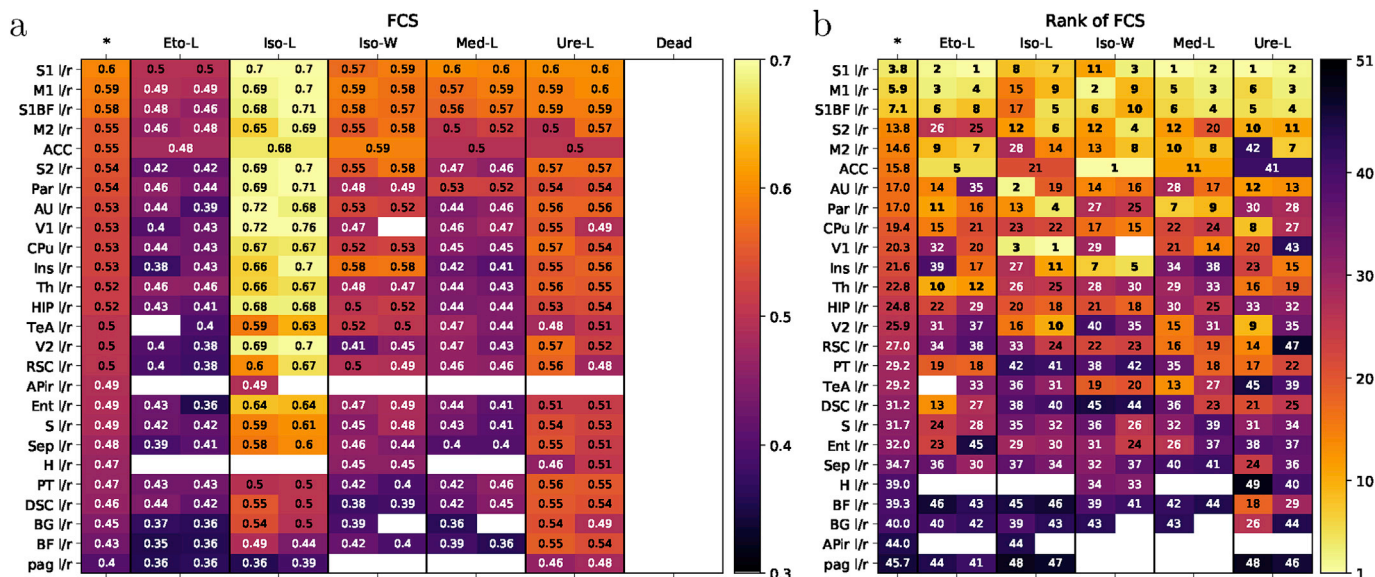 a
FCS
* Eto-L Iso-L Iso-W Med-L Ure-L Dead
S1 l/r 0.6 0.5 0.5 0.7 0.7 0.57 0.59 0.6 0.6 0.6 0.6
M1 l/r 0.59 0.49 0.49 0.69 0.7 0.59 0.58 0.57 0.59 0.59 0.6
S1BF l/r 0.58 0.48 0.46 0.68 0.71 0.58 0.57 0.56 0.57 0.59 0.59
M2 l/r 0.55 0.46 0.48 0.65 0.69 0.55 0.55 0.5 0.52 0.5 0.57
ACC 0.55 0.48 0.68 0.59 0.5 0.5
S2 l/r 0.54 0.42 0.42 0.69 0.7 0.55 0.58 0.47 0.46 0.57 0.57
Par l/r 0.54 0.46 0.44 0.69 0.71 0.48 0.49 0.53 0.52 0.54 0.54
AU l/r 0.53 0.44 0.39 0.72 0.68 0.53 0.52 0.44 0.46 0.56 0.56
V1 l/r 0.53 0.4 0.43 0.72 0.76 0.47 0.46 0.47 0.55 0.49
CPu l/r 0.53 0.44 0.43 0.67 0.67 0.52 0.53 0.45 0.45 0.57 0.54
Ins l/r 0.53 0.38 0.43 0.66 0.7 0.58 0.58 0.42 0.41 0.55 0.56
Th l/r 0.52 0.46 0.46 0.66 0.67 0.48 0.47 0.44 0.43 0.55 0.55
HIP l/r 0.52 0.43 0.41 0.68 0.68 0.5 0.52 0.44 0.44 0.53 0.54
TeA l/r 0.5 0.4 0.59 0.63 0.52 0.5 0.47 0.44 0.48 0.51
V2 l/r 0.5 0.4 0.38 0.69 0.7 0.41 0.45 0.47 0.43 0.57 0.52
RSC l/r 0.5 0.4 0.38 0.6 0.67 0.5 0.49 0.46 0.46 0.56 0.48
APir l/r 0.49 0.49
Ent l/r 0.49 0.43 0.36 0.64 0.64 0.47 0.49 0.44 0.41 0.51 0.51
S l/r 0.49 0.42 0.42 0.59 0.61 0.45 0.48 0.43 0.41 0.54 0.53
Sep l/r 0.48 0.39 0.41 0.58 0.6 0.46 0.44 0.4 0.4 0.55 0.51
H l/r 0.47 0.45 0.45 0.46 0.51
PT l/r 0.47 0.43 0.43 0.5 0.5 0.42 0.4 0.42 0.46 0.56 0.55
DSC l/r 0.46 0.44 0.42 0.55 0.5 0.38 0.39 0.42 0.45 0.55 0.54
BG l/r 0.45 0.37 0.36 0.54 0.5 0.39 0.36 0.54 0.49
BF l/r 0.43 0.35 0.36 0.49 0.44 0.42 0.4 0.39 0.36 0.55 0.54
pag l/r 0.4 0.36 0.36 0.36 0.39 0.46 0.48
0.7
0.6
0.5
0.4
0.3
b
Rank of FCS
* Eto-L Iso-L Iso-W Med-L Ure-L
S1 l/r 3.8 2 1 8 7 11 3 1 2 1 2
M1 l/r 5.9 3 4 15 9 2 9 5 3 6 3
S1BF l/r 7.1 6 8 17 5 6 10 6 4 5 4
S2 l/r 13.8 26 25 12 6 12 4 12 20 10 11
M2 l/r 14.6 9 7 28 14 13 8 10 8 42 7
ACC 15.8 5 21 1 11 41
AU l/r 17.0 14 35 2 19 14 16 28 17 12 13
Par l/r 17.0 11 16 13 4 27 25 7 9 30 28
CPu l/r 19.4 15 21 23 22 17 15 22 24 8 27
V1 l/r 20.3 32 20 3 1 29 21 14 20 43
Ins l/r 21.6 39 17 27 11 7 5 34 38 23 15
Th l/r 22.8 10 12 26 25 28 30 29 33 16 19
HIP l/r 24.8 22 29 20 18 21 18 30 25 33 32
V2 l/r 25.9 31 37 16 10 40 35 15 31 9 35
RSC l/r 27.0 34 38 33 24 22 23 16 19 14 47
PT l/r 29.2 19 18 42 41 38 42 35 18 17 22
TeA l/r 29.2 33 36 31 19 20 13 27 45 39
DSC l/r 31.2 13 27 38 40 45 44 36 23 21 25
S l/r 31.7 24 28 35 32 36 26 32 39 31 34
Ent l/r 32.0 23 45 29 30 31 24 26 37 38 37
Sep l/r 34.7 36 30 37 34 32 37 40 41 24 36
H l/r 39.0 34 33 49 40
BF l/r 39.3 46 43 45 46 39 41 42 44 18 29
BG l/r 40.0 40 42 39 43 43 43 26 44
APir l/r 44.0 44
pag l/r 45.7 44 41 48 47 48 46
51
40
30
20
10
1